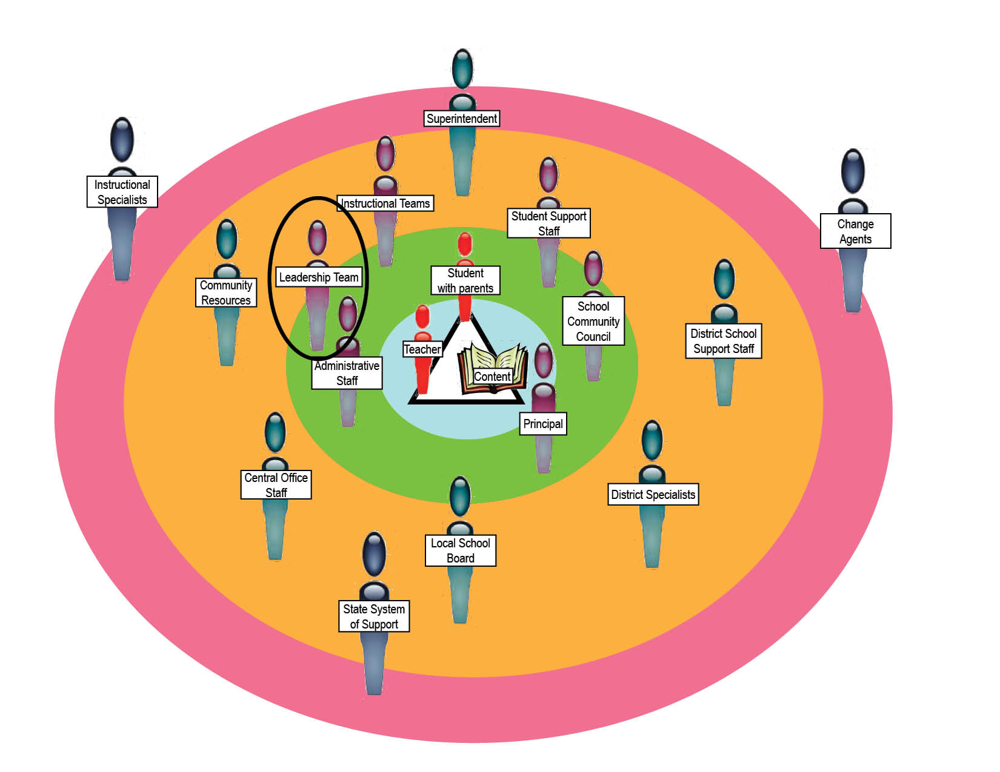 Superintendent
Instructional
Specialists
Instructional Teams
Student Support
Staff
Change
Agents
Leadership Team
Student
with parents
Community
Resources
School
Community
Council
District School
Support Staff
Teacher
Administrative
Staff
Content
Principal
Central Office
Staff
District Specialists
Local School
Board
State System
of Support